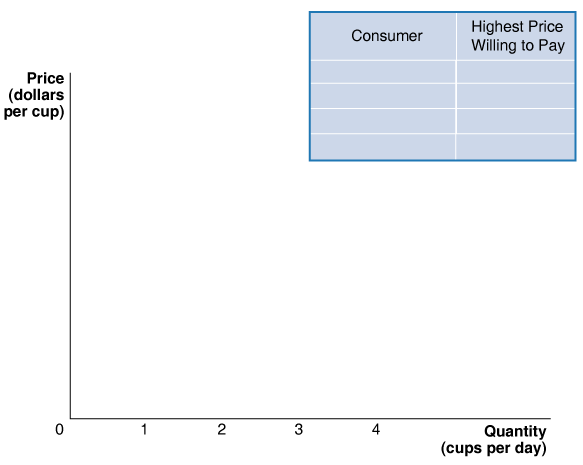 Consumer
Highest Price
Willing to Pay
Price
(dollars
per cup)
0 1 2 3 4
Quantity
(cups per day)